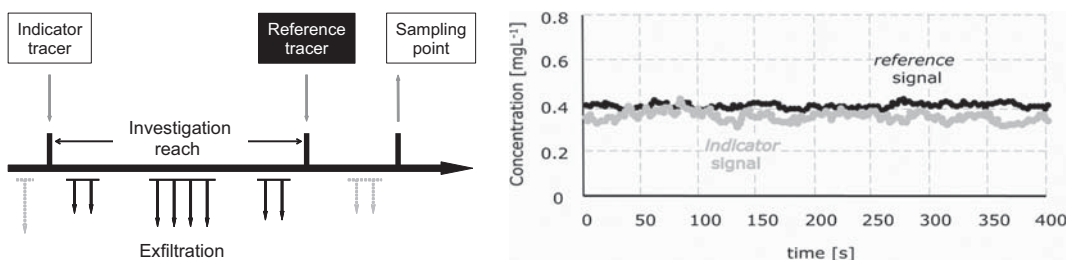 Indicator
tracer
Reference
tracer
Sampling
point
Investigation
reach
Exfiltration
Concentration [mgL⁻¹]
0.8
0.6
0.4
0.2
0
reference
signal
Indicator
signal
0 50 100 150 200 250 300 350 400
time [s]